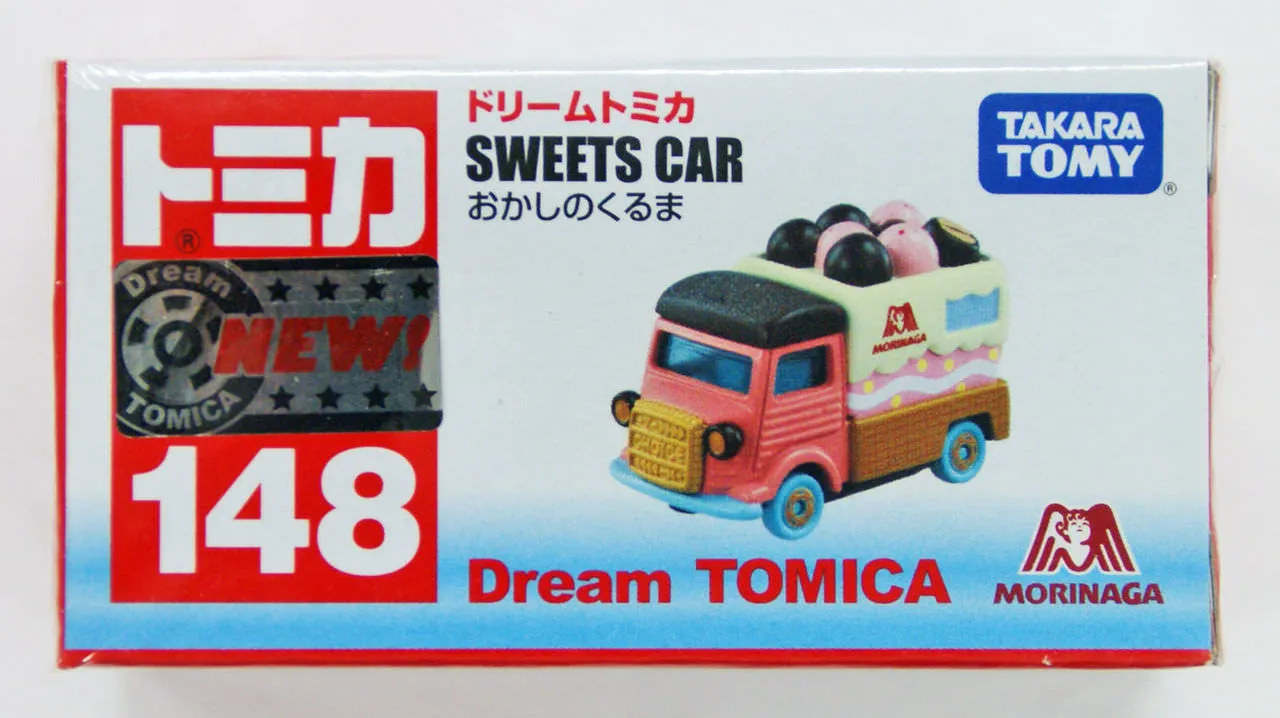 トミカ
®
Dream
NEW!
TOMICA
148
ドリームトミカ
SWEETS CAR
おかしのくるま
TAKARA
TOMY
®
MORINAGA
Dream TOMICA
MORINAGA